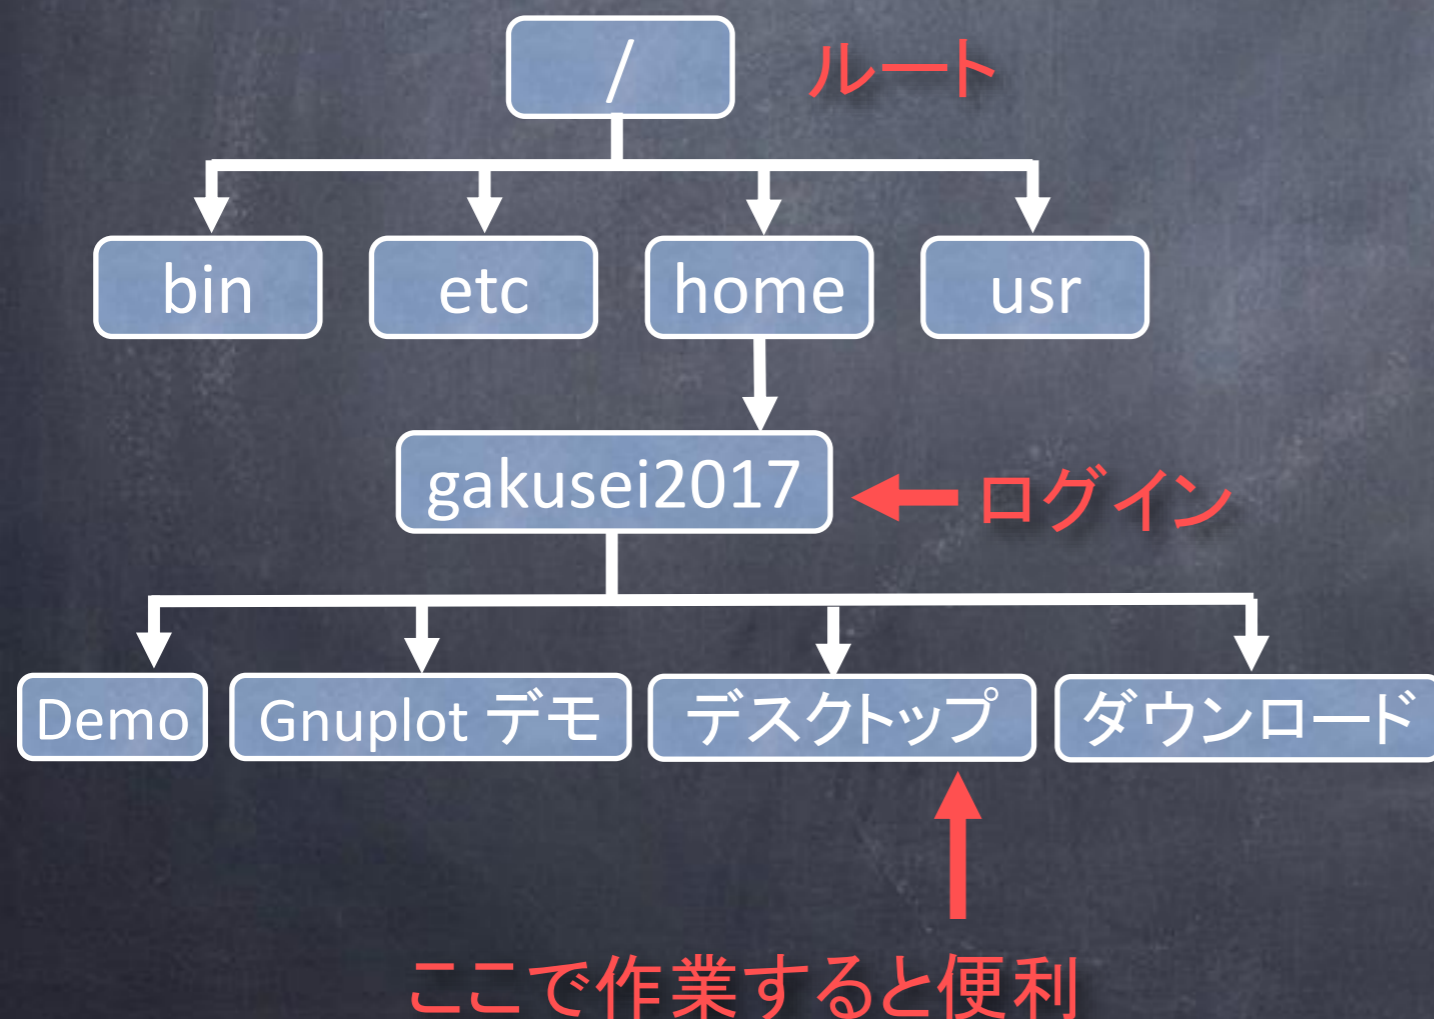 / ルート
bin etc home usr
gakusei2017 ログイン
Demo Gnuplot デモ デスクトップ ダウンロード
ここで作業すると便利